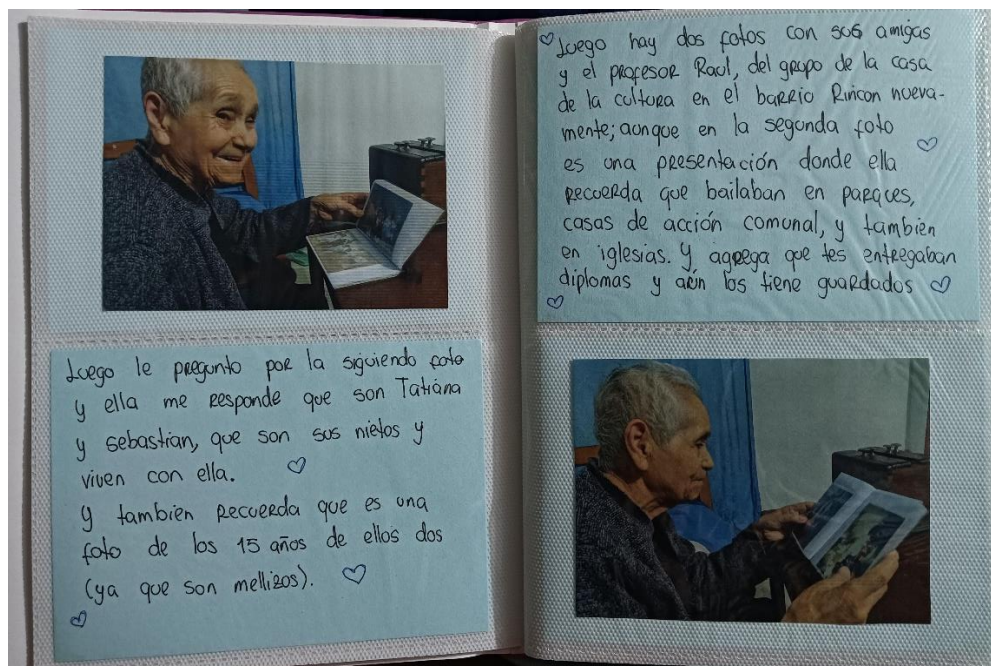 Luego le pregunto por la siguiendo foto
y ella me responde que son Tatiana
y sebastian, que son sus nietos y
viven con ella.
y también recuerda que es una
foto de los 15 años de ellos dos
(ya que son mellizos).
Luego hay dos fotos con sus amigas
y el profesor Raul, del grupo de la casa
de la cultura en el barrio Rincon nueva-
mente; aunque en la segunda foto
es una presentación donde ella
recuerda que bailaban en parques,
casas de acción comunal, y también
en iglesias. Y agrega que les entregaban
diplomas y aún los tiene guardados